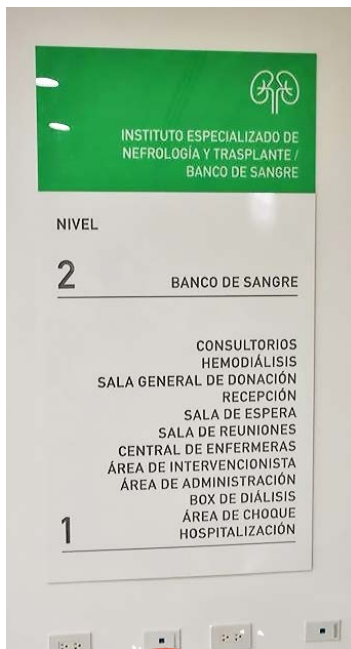 INSTITUTO ESPECIALIZADO DE
NEFROLOGÍA Y TRASPLANTE /
BANCO DE SANGRE
NIVEL
2 BANCO DE SANGRE
CONSULTORIOS
HEMODIÁLISIS
SALA GENERAL DE DONACIÓN
RECEPCIÓN
SALA DE ESPERA
SALA DE REUNIONES
CENTRAL DE ENFERMERAS
ÁREA DE INTERVENCIONISTA
ÁREA DE ADMINISTRACIÓN
BOX DE DIÁLISIS
ÁREA DE CHOQUE
1 HOSPITALIZACIÓN